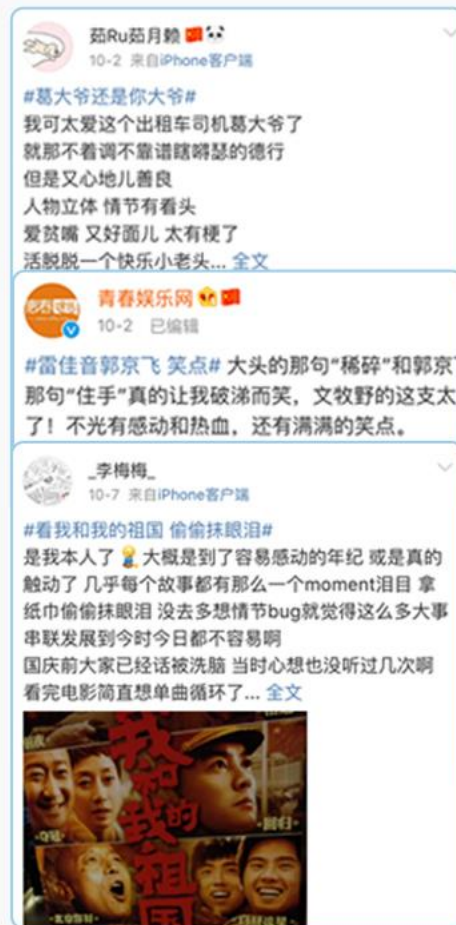 茹Ru茹月赖
10-2 来自iPhone客户端
#葛大爷还是你大爷#
我可太爱这个出租车司机葛大爷了
就那不着调不靠谱瞎嘚瑟的德行
但是又心地儿善良
人物立体 情节有看头
爱贫嘴 又好面儿 太有梗了
活脱脱一个快乐小老头... 全文
青春娱乐网
10-2 已编辑
#雷佳音郭京飞 笑点# 大头的那句“稀碎”和郭京飞
那句“住手”真的让我破涕而笑，文牧野的这支太
了！不光有感动和热血，还有满满的笑点。
_李梅梅_
10-7 来自iPhone客户端
#看我和我的祖国 偷偷抹眼泪#
是我本人了 大概是到了容易感动的年纪 或是真的
触动了 几乎每个故事都有那么一个moment泪目 拿
纸巾偷偷抹眼泪 没去多想情节bug就觉得这么多大事
串联发展到今时今日都不容易啊
国庆前大家已经话被洗脑 当时心想也没听过几次啊
看完电影简直想单曲循环了... 全文
我和我的祖国
·夺冠·
·回归·
·北京你好·